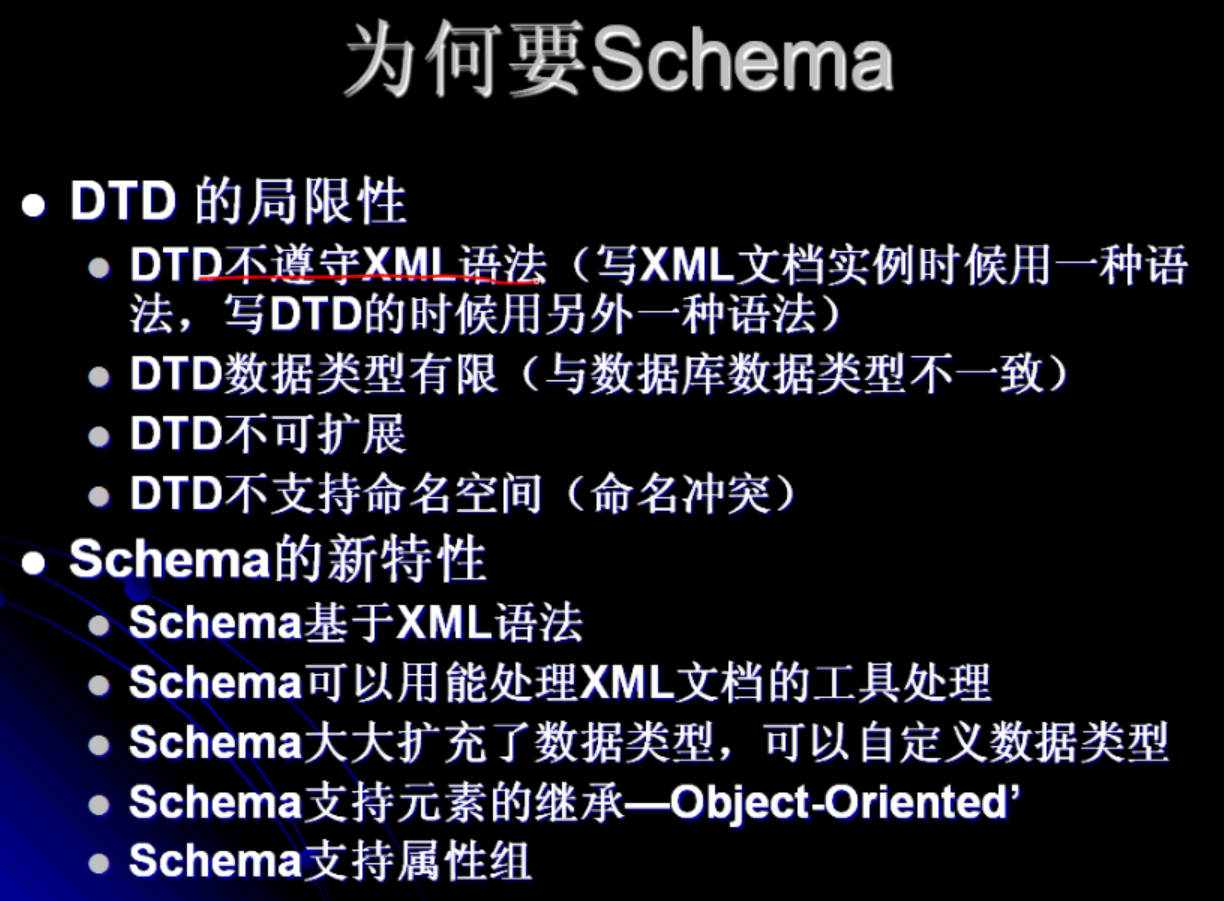 为何要Schema
DTD 的局限性
DTD不遵守XML语法（写XML文档实例时候用一种语
法，写DTD的时候用另外一种语法）
DTD数据类型有限（与数据库数据类型不一致）
DTD不可扩展
DTD不支持命名空间（命名冲突）
Schema的新特性
Schema基于XML语法
Schema可以用能处理XML文档的工具处理
Schema大大扩充了数据类型，可以自定义数据类型
Schema支持元素的继承—Object-Oriented’
Schema支持属性组